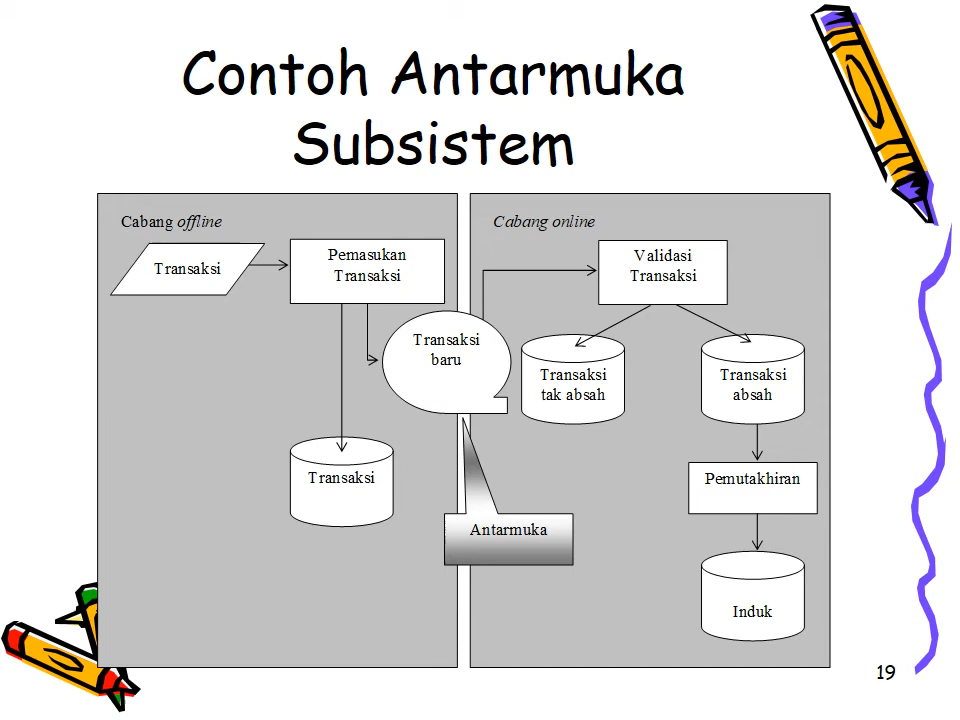 Contoh Antarmuka
Subsistem
Cabang offline
Transaksi
Pemasukan
Transaksi
Transaksi
baru
Transaksi
Antarmuka
Cabang online
Validasi
Transaksi
Transaksi
tak absah
Transaksi
absah
Pemutakhiran
Induk
19